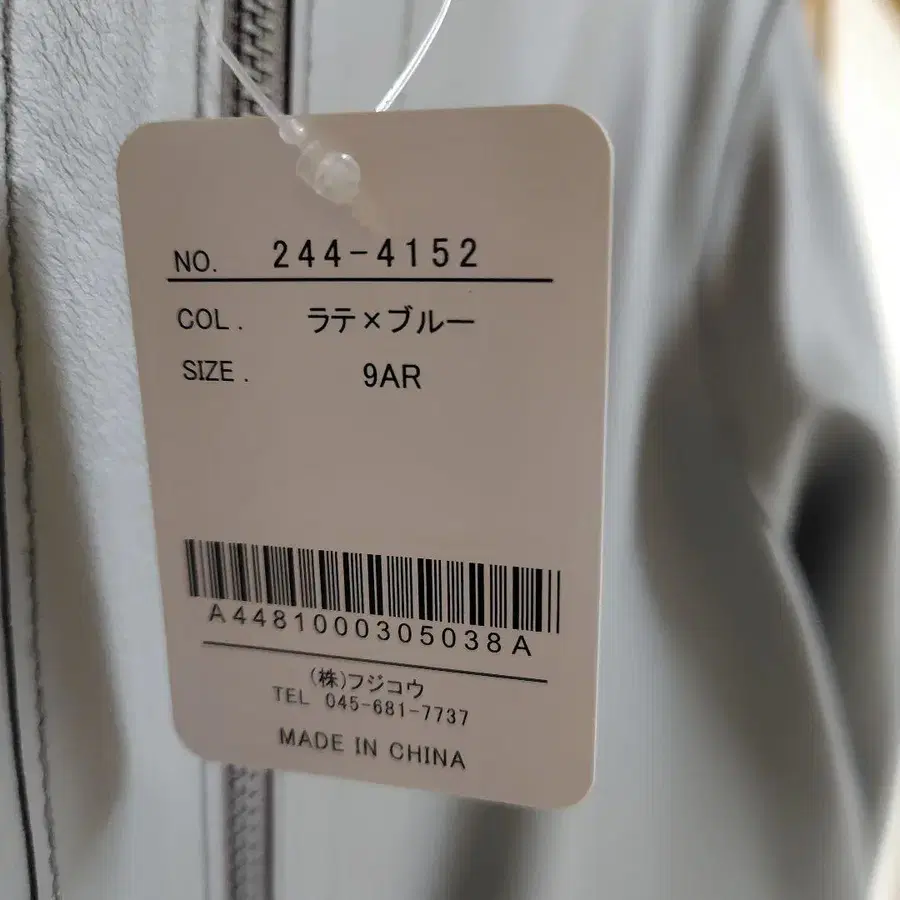 NO. 244-4152
COL. ラテ×ブルー
SIZE. 9AR
A4481000305038A
(株)フジコウ
TEL 045-681-7737
MADE IN CHINA